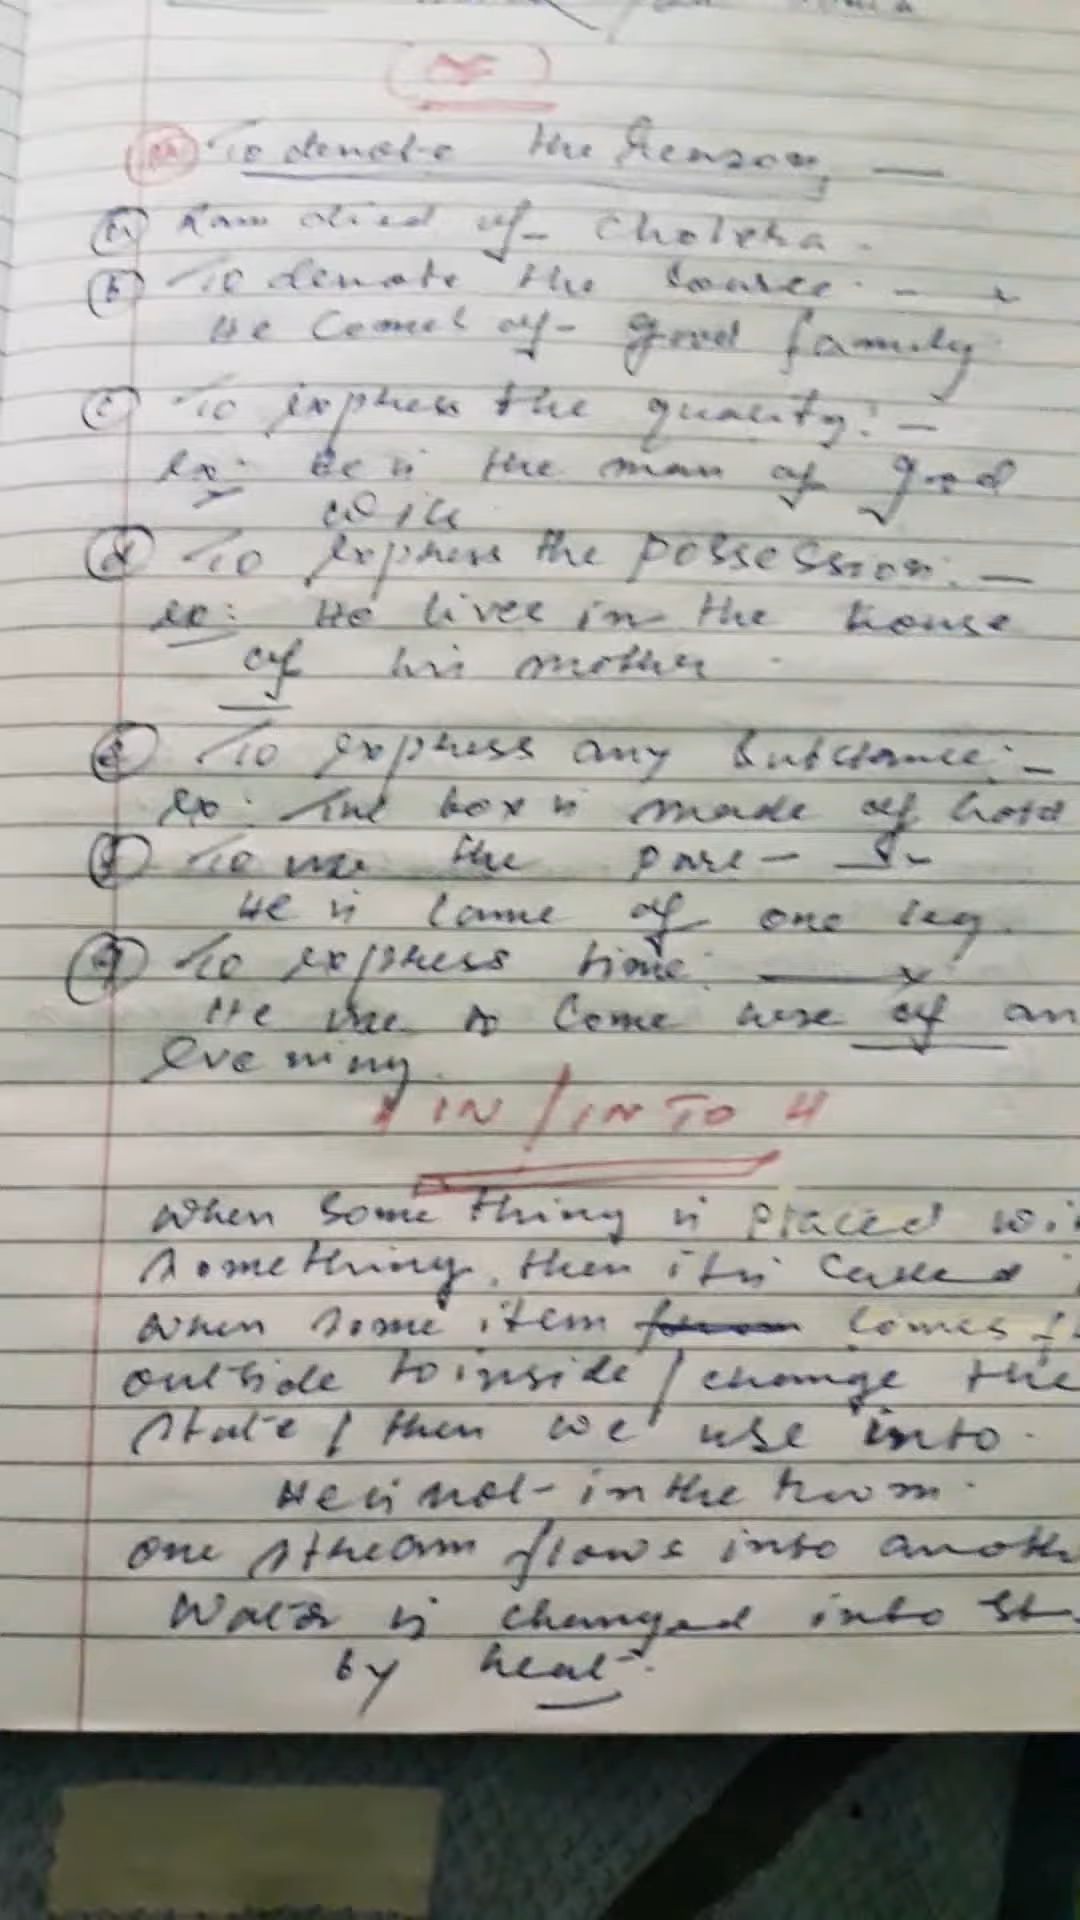 OF
To denote the Reason, —
(a) Ram died of Cholera.
(b) To denote the source. —
He Comes of good family
(c) To express the quality: —
ex: He is the man of good
will
(d) To express the possession: —
ex: He lives in the house
of his mother.
(e) To express any substance: —
ex: The box is made of
To use the —
He is lame of one leg.
To express time: —
He use to come here of an
evening.
IN / INTO
When something is placed
something, then it is called
When some item comes
outside to inside / change the
state / then we use into.
He is not in the room.
One stream flows into
Water is changed into
by heat.